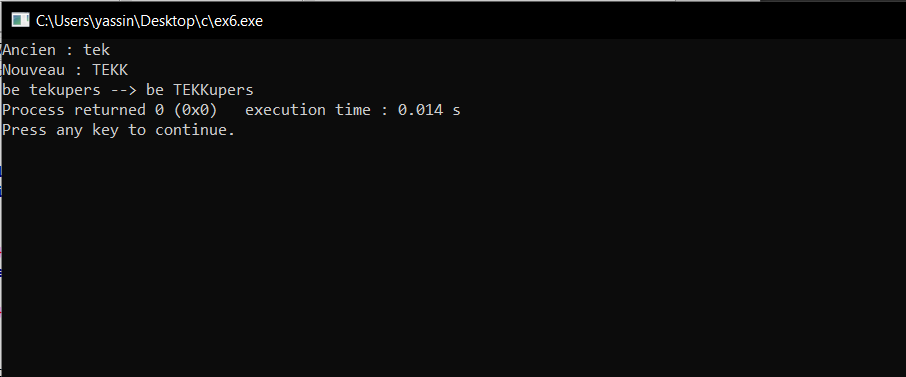 C:\Users\yassin\Desktop\c\ex6.exe
Ancien : tek
Nouveau : TEKK
be tekupers --> be TEKKupers
Process returned 0 (0x0)   execution time : 0.014 s
Press any key to continue.